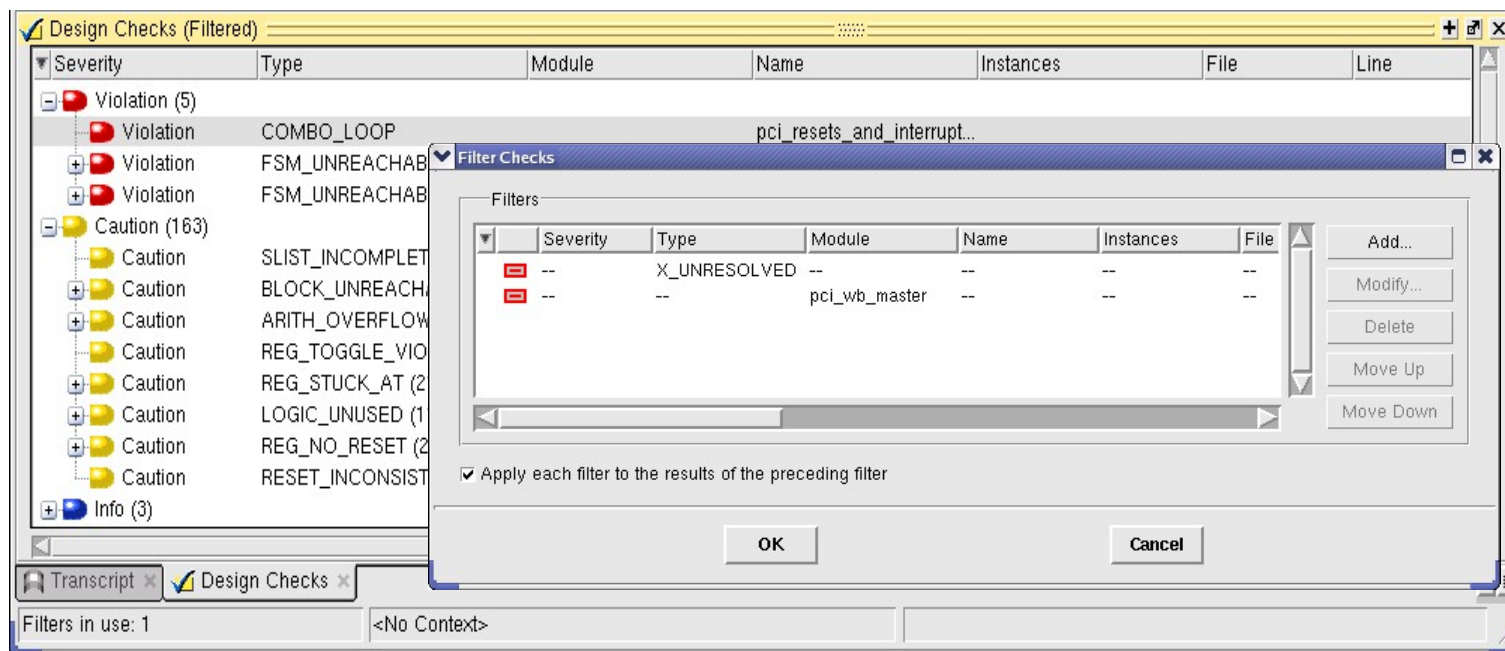 Design Checks (Filtered)
Severity Type Module Name Instances File Line
Violation (5)
Violation COMBO_LOOP pci_resets_and_interrupt...
Violation FSM_UNREACHAB
Violation FSM_UNREACHAB
Caution (163)
Caution SLIST_INCOMPLET
Caution BLOCK_UNREACH
Caution ARITH_OVERFLOW
Caution REG_TOGGLE_VIO
Caution REG_STUCK_AT (2
Caution LOGIC_UNUSED (1
Caution REG_NO_RESET (2
Caution RESET_INCONSIST
Info (3)
Filter Checks
Filters
Severity Type Module Name Instances File
-- X_UNRESOLVED -- -- -- --
-- -- pci_wb_master -- -- --
Add...
Modify...
Delete
Move Up
Move Down
Apply each filter to the results of the preceding filter
OK Cancel
Transcript Design Checks
Filters in use: 1 <No Context>